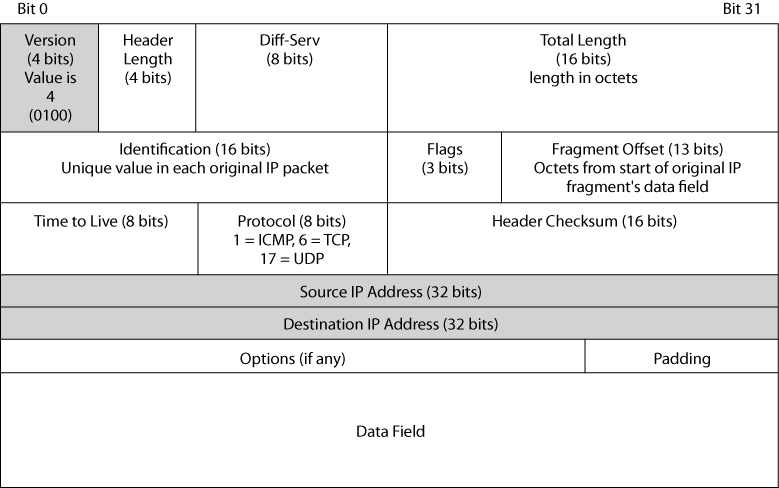 Bit 0
Bit 31
Version
(4 bits)
Value is
4
(0100)
Header
Length
(4 bits)
Diff-Serv
(8 bits)
Total Length
(16 bits)
length in octets
Identification (16 bits)
Unique value in each original IP packet
Flags
(3 bits)
Fragment Offset (13 bits)
Octets from start of original IP
fragment's data field
Time to Live (8 bits)
Protocol (8 bits)
1 = ICMP, 6 = TCP,
17 = UDP
Header Checksum (16 bits)
Source IP Address (32 bits)
Destination IP Address (32 bits)
Options (if any)
Padding
Data Field